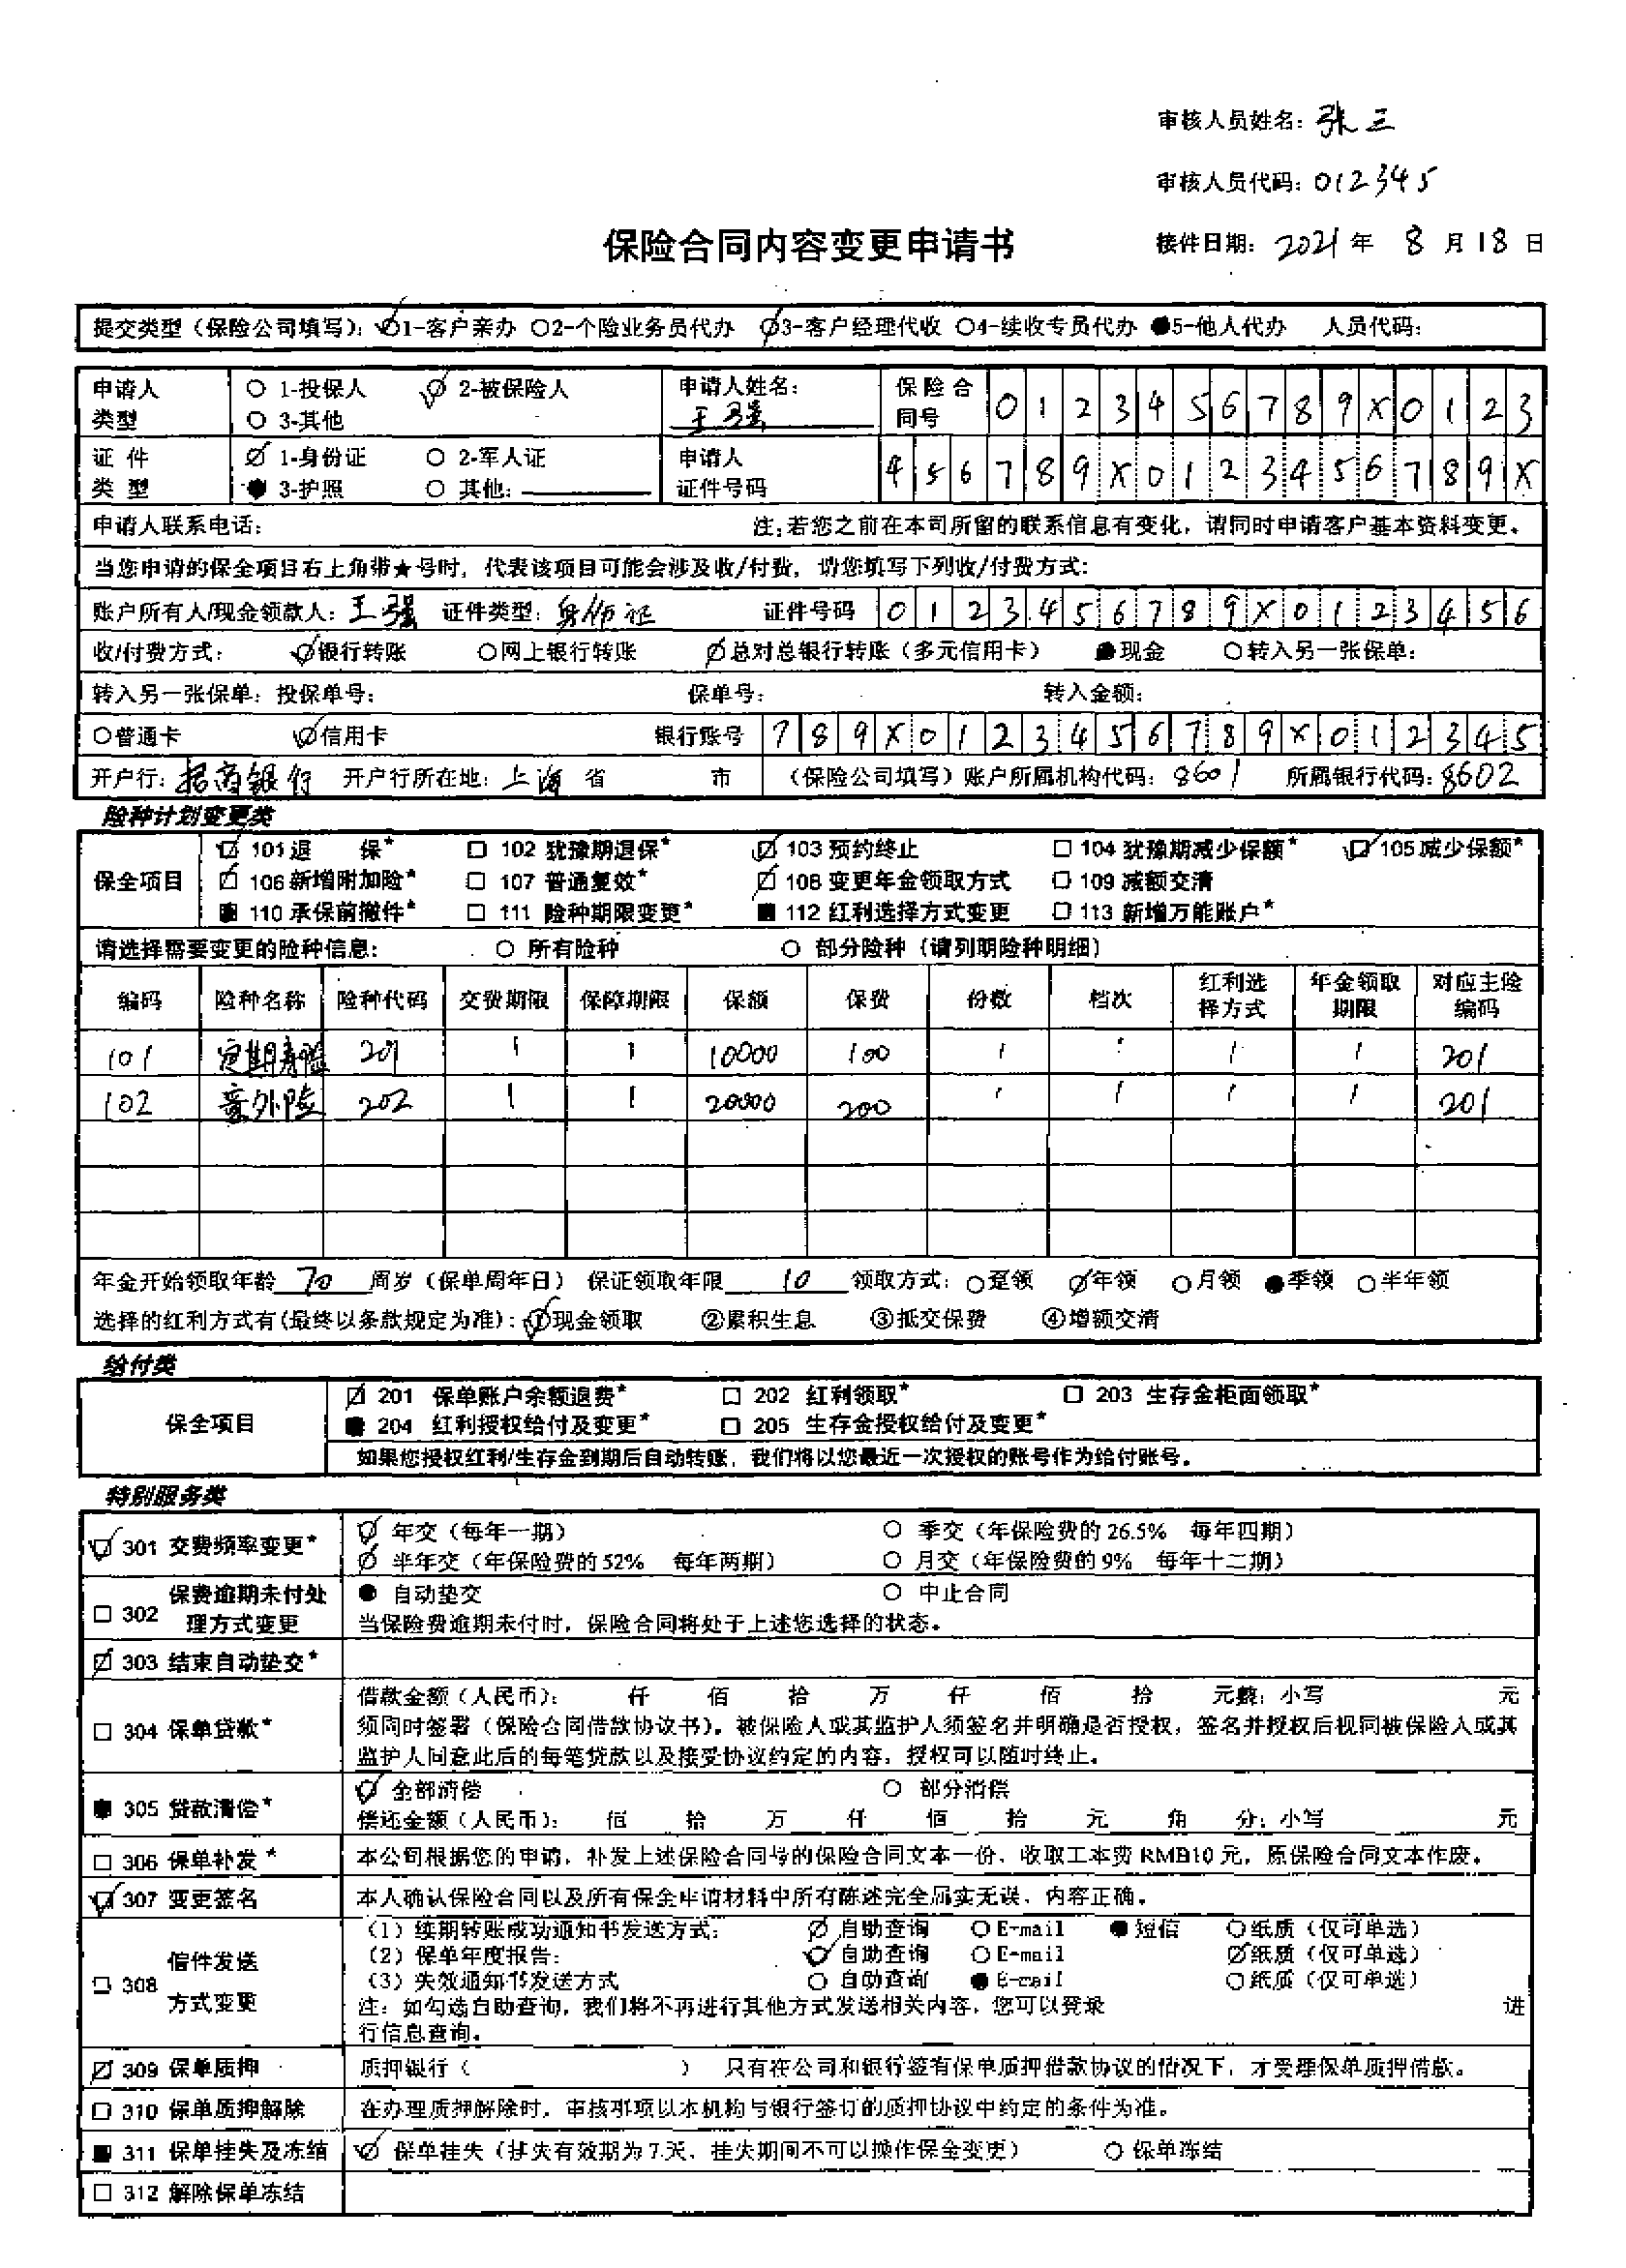 审核人员姓名：张三
审核人员代码：012345
保险合同内容变更申请书
接件日期：2021年 8月18日
提交类型（保险公司填写）：1-客户亲办 2-个险业务员代办 3-客户经理代收 4-续收专员代办 5-他人代办 人员代码：
申请人类型 1-投保人 2-被保险人 3-其他 申请人姓名：王强 保险合同号 0123456789X0123
证件类型 1-身份证 2-军人证 3-护照 其他： 申请人证件号码 456789X0123456789X
申请人联系电话： 注：若您之前在本司所留的联系信息有变化，请同时申请客户基本资料变更。
当您申请的保全项目右上角带★号时，代表该项目可能会涉及收/付费，请您填写下列收/付费方式：
账户所有人/现金领款人：王强 证件类型：身份证 证件号码 0123456789X0123456
收/付费方式： 银行转账 网上银行转账 总对总银行转账（多元信用卡） 现金 转入另一张保单：
转入另一张保单：投保单号： 保单号： 转入金额：
普通卡 信用卡 银行账号 789X0123456789X012345
开户行：招商银行 开户行所在地：上海 省 市 （保险公司填写）账户所属机构代码：8601 所属银行代码：8602
险种计划变更类
保全项目 101 退 保* 102 犹豫期退保* 103 预约终止 104 犹豫期减少保额* 105 减少保额*
106 新增附加险* 107 普通复效* 108 变更年金领取方式 109 减额交清
110 承保前撤件* 111 险种期限变更* 112 红利选择方式变更 113 新增万能账户*
请选择需要变更的险种信息： 所有险种 部分险种（请列明险种明细）
编码 险种名称 险种代码 交费期限 保障期限 保额 保费 份数 档次 红利选择方式 年金领取期限 对应主险编码
101 定期寿险 201 1 1 10000 100 1 1 1 1 201
102 意外险 202 1 1 20000 200 1 1 1 1 201
年金开始领取年龄 70 周岁（保单周年日） 保证领取年限 10 领取方式：趸领 年领 月领 季领 半年领
选择的红利方式有(最终以条款规定为准)：①现金领取 ②累积生息 ③抵交保费 ④增额交清
给付类
保全项目 201 保单账户余额退费* 202 红利领取* 203 生存金柜面领取*
204 红利授权给付及变更* 205 生存金授权给付及变更*
如果您授权红利/生存金到期后自动转账，我们将以您最近一次授权的账号作为给付账号。
特别服务类
301 交费频率变更* 年交（每年一期） 季交（年保险费的26.5% 每年四期）
半年交（年保险费的52% 每年两期） 月交（年保险费的9% 每年十二期）
302 保费逾期未付处理方式变更 自动垫交 中止合同
当保险费逾期未付时，保险合同将处于上述您选择的状态。
303 结束自动垫交*
304 保单贷款* 借款金额（人民币）： 仟 佰 拾 万 仟 佰 拾 元整；小写 元
须同时签署（保险合同借款协议书），被保险人或其监护人须签名并明确是否授权，签名并授权后视同被保险人或其
监护人同意此后的每笔贷款以及接受协议约定的内容，授权可以随时终止。
305 贷款清偿* 全部清偿 部分清偿
偿还金额（人民币）： 佰 拾 万 仟 佰 拾 元 角 分；小写 元
306 保单补发* 本公司根据您的申请，补发上述保险合同号的保险合同文本一份，收取工本费 RMB10 元，原保险合同文本作废。
307 变更签名 本人确认保险合同以及所有保全申请材料中所有陈述完全属实无误、内容正确。
308 信件发送方式变更 （1）续期转账成功通知书发送方式： 自助查询 E-mail 短信 纸质（仅可单选）
（2）保单年度报告： 自助查询 E-mail 纸质（仅可单选）
（3）失效通知书发送方式 自助查询 E-mail 纸质（仅可单选）
注：如勾选自助查询，我们将不再进行其他方式发送相关内容，您可以登录 进
行信息查询。
309 保单质押 质押银行（ ） 只有在公司和银行签有保单质押借款协议的情况下，才受理保单质押借款。
310 保单质押解除 在办理质押解除时，审核事项以本机构与银行签订的质押协议中约定的条件为准。
311 保单挂失及冻结 保单挂失（挂失有效期为7天，挂失期间不可以操作保全变更） 保单冻结
312 解除保单冻结